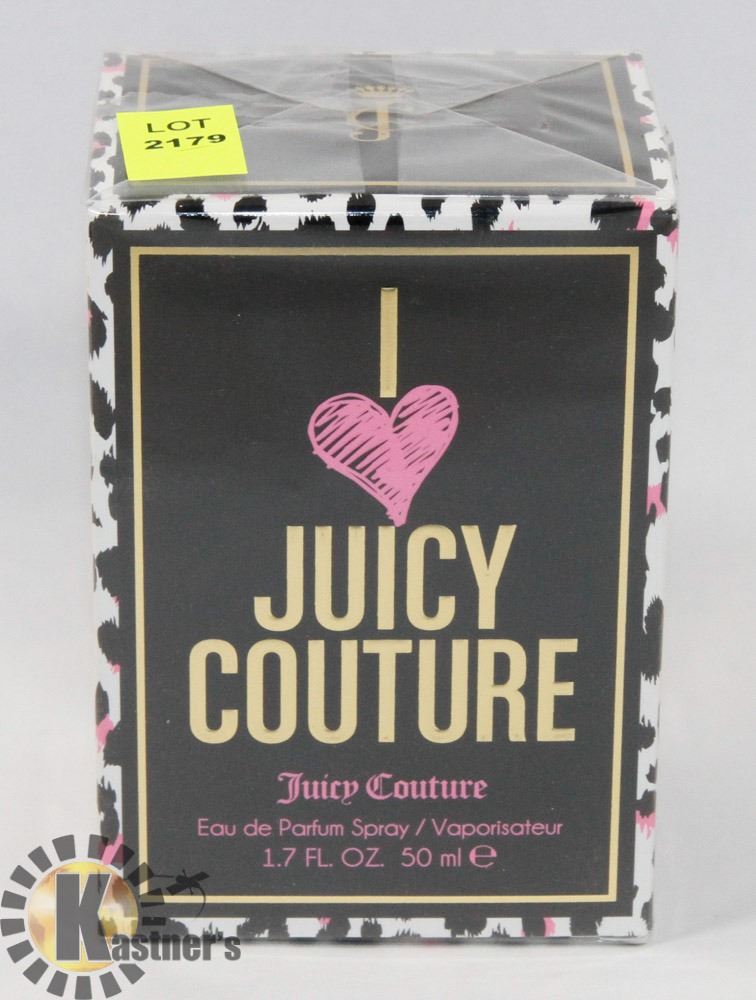 LOT
2179
I
JUICY
COUTURE
Juicy Couture
Eau de Parfum Spray / Vaporisateur
1.7 FL. OZ. 50 ml ℮
Kastner's